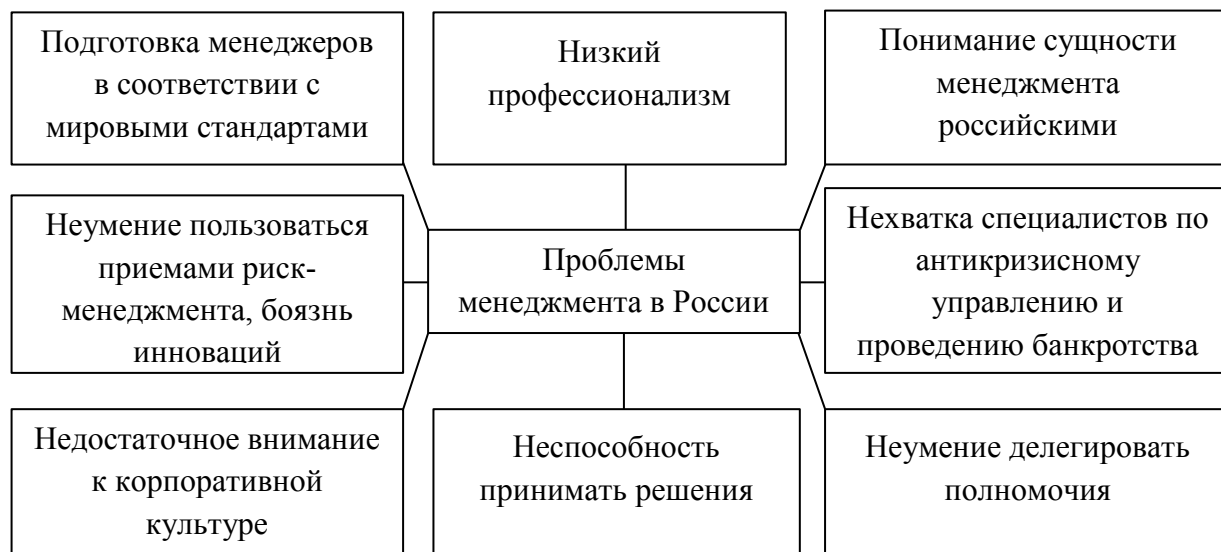 Подготовка менеджеров
в соответствии с
мировыми стандартами
Низкий
профессионализм
Понимание сущности
менеджмента
российскими
Неумение пользоваться
приемами риск-
менеджмента, боязнь
инноваций
Проблемы
менеджмента в России
Нехватка специалистов по
антикризисному
управлению и
проведению банкротства
Недостаточное внимание
к корпоративной
культуре
Неспособность
принимать решения
Неумение делегировать
полномочия